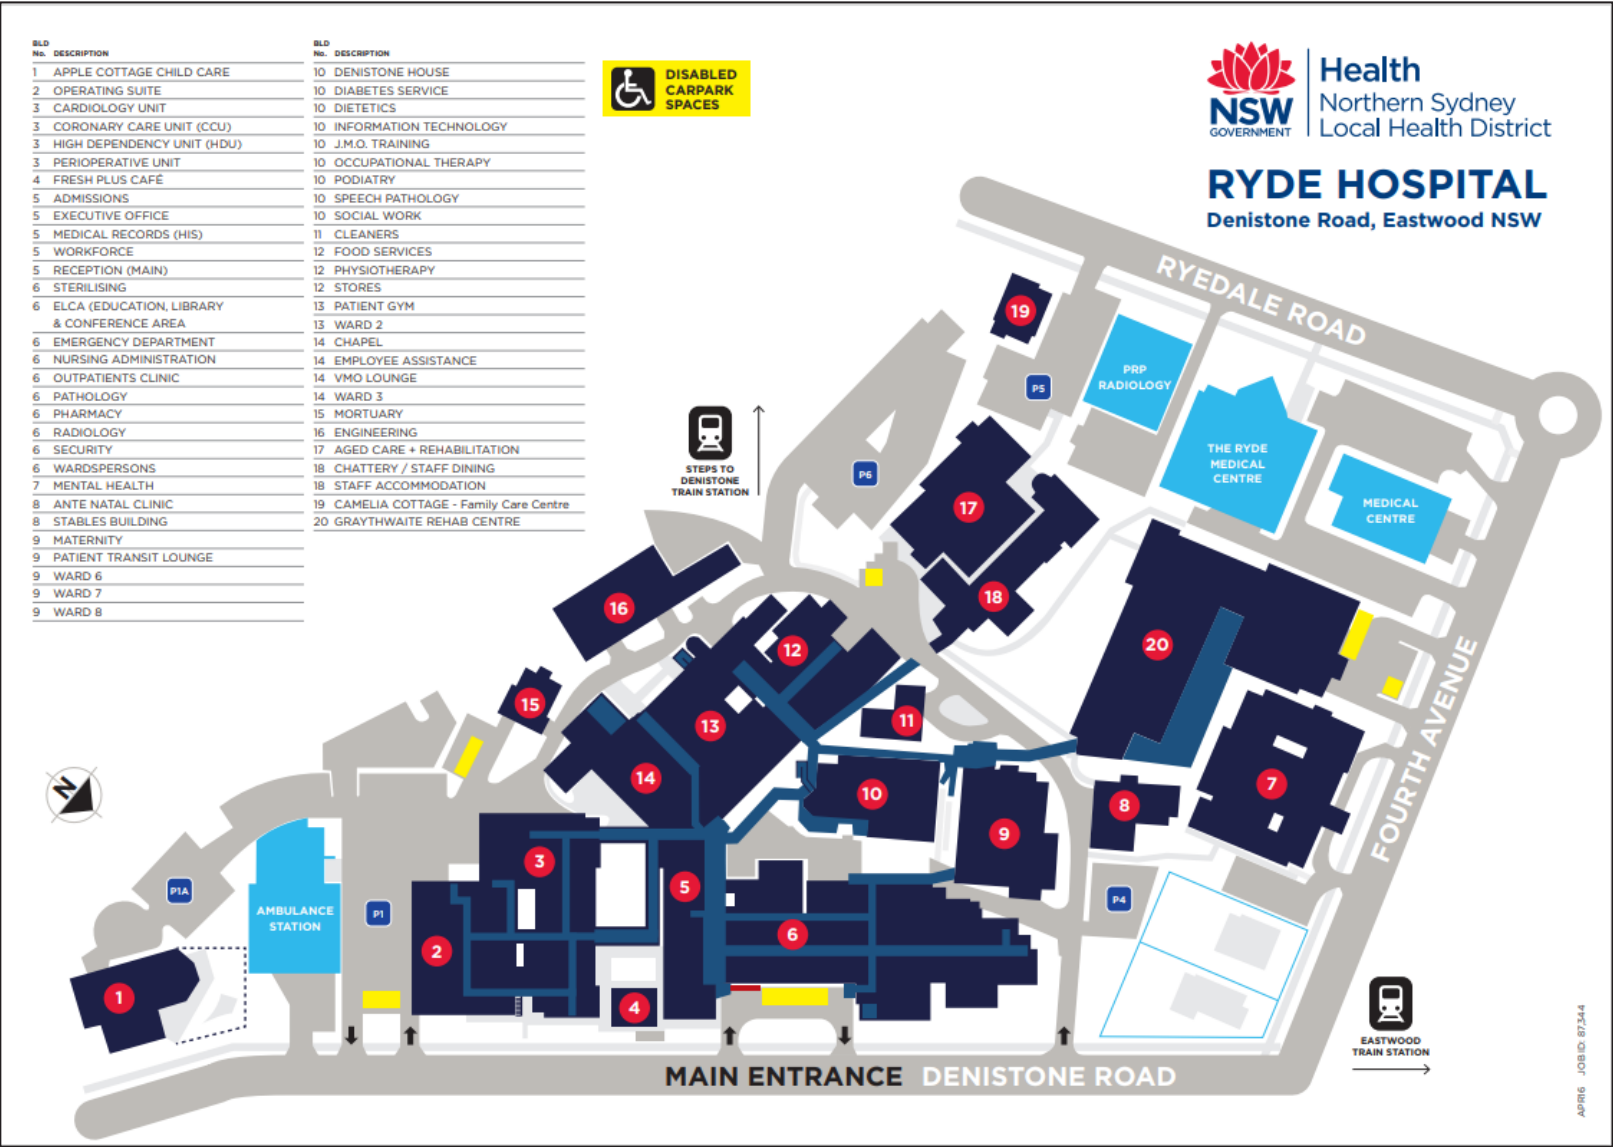 BLD
No. DESCRIPTION
1 APPLE COTTAGE CHILD CARE
2 OPERATING SUITE
3 CARDIOLOGY UNIT
3 CORONARY CARE UNIT (CCU)
3 HIGH DEPENDENCY UNIT (HDU)
3 PERIOPERATIVE UNIT
4 FRESH PLUS CAFÉ
5 ADMISSIONS
5 EXECUTIVE OFFICE
5 MEDICAL RECORDS (HIS)
5 WORKFORCE
5 RECEPTION (MAIN)
6 STERILISING
6 ELCA (EDUCATION, LIBRARY
& CONFERENCE AREA
6 EMERGENCY DEPARTMENT
6 NURSING ADMINISTRATION
6 OUTPATIENTS CLINIC
6 PATHOLOGY
6 PHARMACY
6 RADIOLOGY
6 SECURITY
6 WARDSPERSONS
7 MENTAL HEALTH
8 ANTE NATAL CLINIC
8 STABLES BUILDING
9 MATERNITY
9 PATIENT TRANSIT LOUNGE
9 WARD 6
9 WARD 7
9 WARD 8
BLD
No. DESCRIPTION
10 DENISTONE HOUSE
10 DIABETES SERVICE
10 DIETETICS
10 INFORMATION TECHNOLOGY
10 J.M.O. TRAINING
10 OCCUPATIONAL THERAPY
10 PODIATRY
10 SPEECH PATHOLOGY
10 SOCIAL WORK
11 CLEANERS
12 FOOD SERVICES
12 PHYSIOTHERAPY
12 STORES
13 PATIENT GYM
13 WARD 2
14 CHAPEL
14 EMPLOYEE ASSISTANCE
14 VMO LOUNGE
14 WARD 3
15 MORTUARY
16 ENGINEERING
17 AGED CARE + REHABILITATION
18 CHATTERY / STAFF DINING
18 STAFF ACCOMMODATION
19 CAMELIA COTTAGE - Family Care Centre
20 GRAYTHWAITE REHAB CENTRE
DISABLED
CARPARK
SPACES
NSW
GOVERNMENT
Health
Northern Sydney
Local Health District
RYDE HOSPITAL
Denistone Road, Eastwood NSW
RYEDALE ROAD
19
P5
PRP
RADIOLOGY
THE RYDE
MEDICAL
CENTRE
MEDICAL
CENTRE
STEPS TO
DENISTONE
TRAIN STATION
P6
17
18
16
12
20
15
13
11
14
10
7
8
9
FOURTH AVENUE
N
3
5
P1A
P4
AMBULANCE
STATION
P1
6
2
1
4
EASTWOOD
TRAIN STATION
MAIN ENTRANCE DENISTONE ROAD
APR16 JOB ID: 87,344